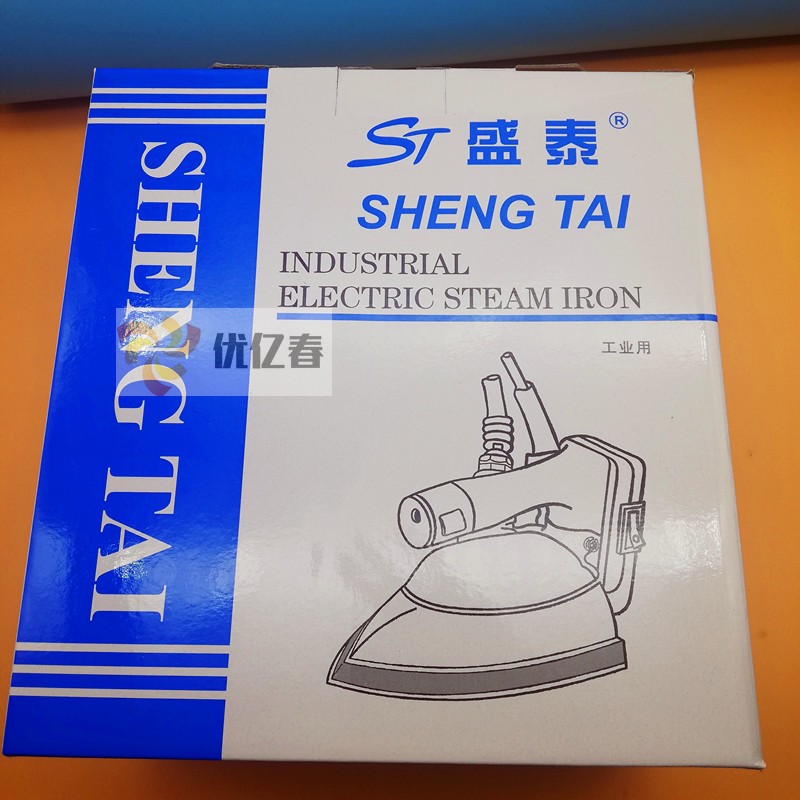 ST 盛泰®
SHENG TAI
INDUSTRIAL
ELECTRIC STEAM IRON
工业用
SHENG TAI
优亿春